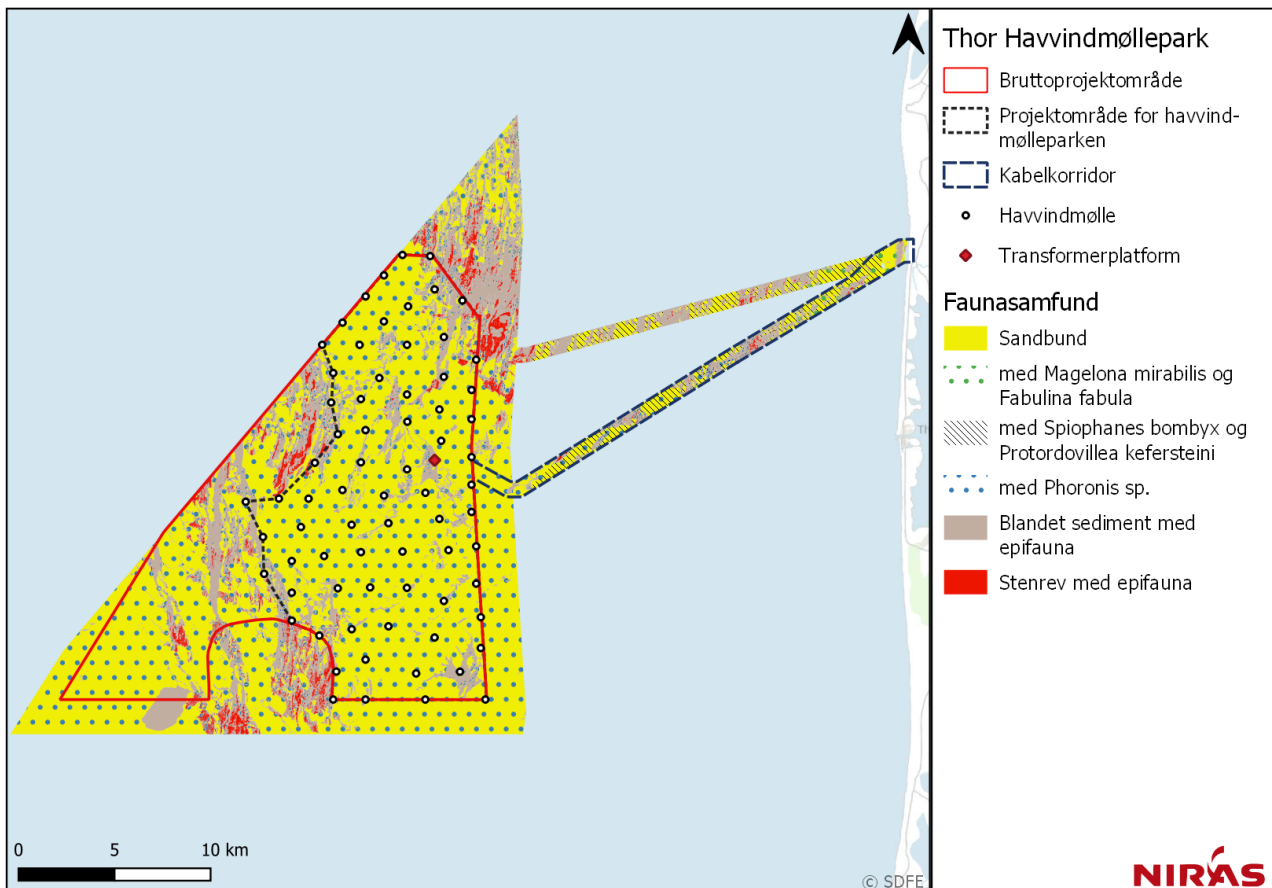 Thor Havvindmøllepark
Bruttoprojektområde
Projektområde for havvind-
mølleparken
Kabelkorridor
Havvindmølle
Transformerplatform
Faunasamfund
Sandbund
med Magelona mirabilis og
Fabulina fabula
med Spiophanes bombyx og
Protordovillea kefersteini
med Phoronis sp.
Blandet sediment med
epifauna
Stenrev med epifauna
0 5 10 km
© SDFE
NIRAS